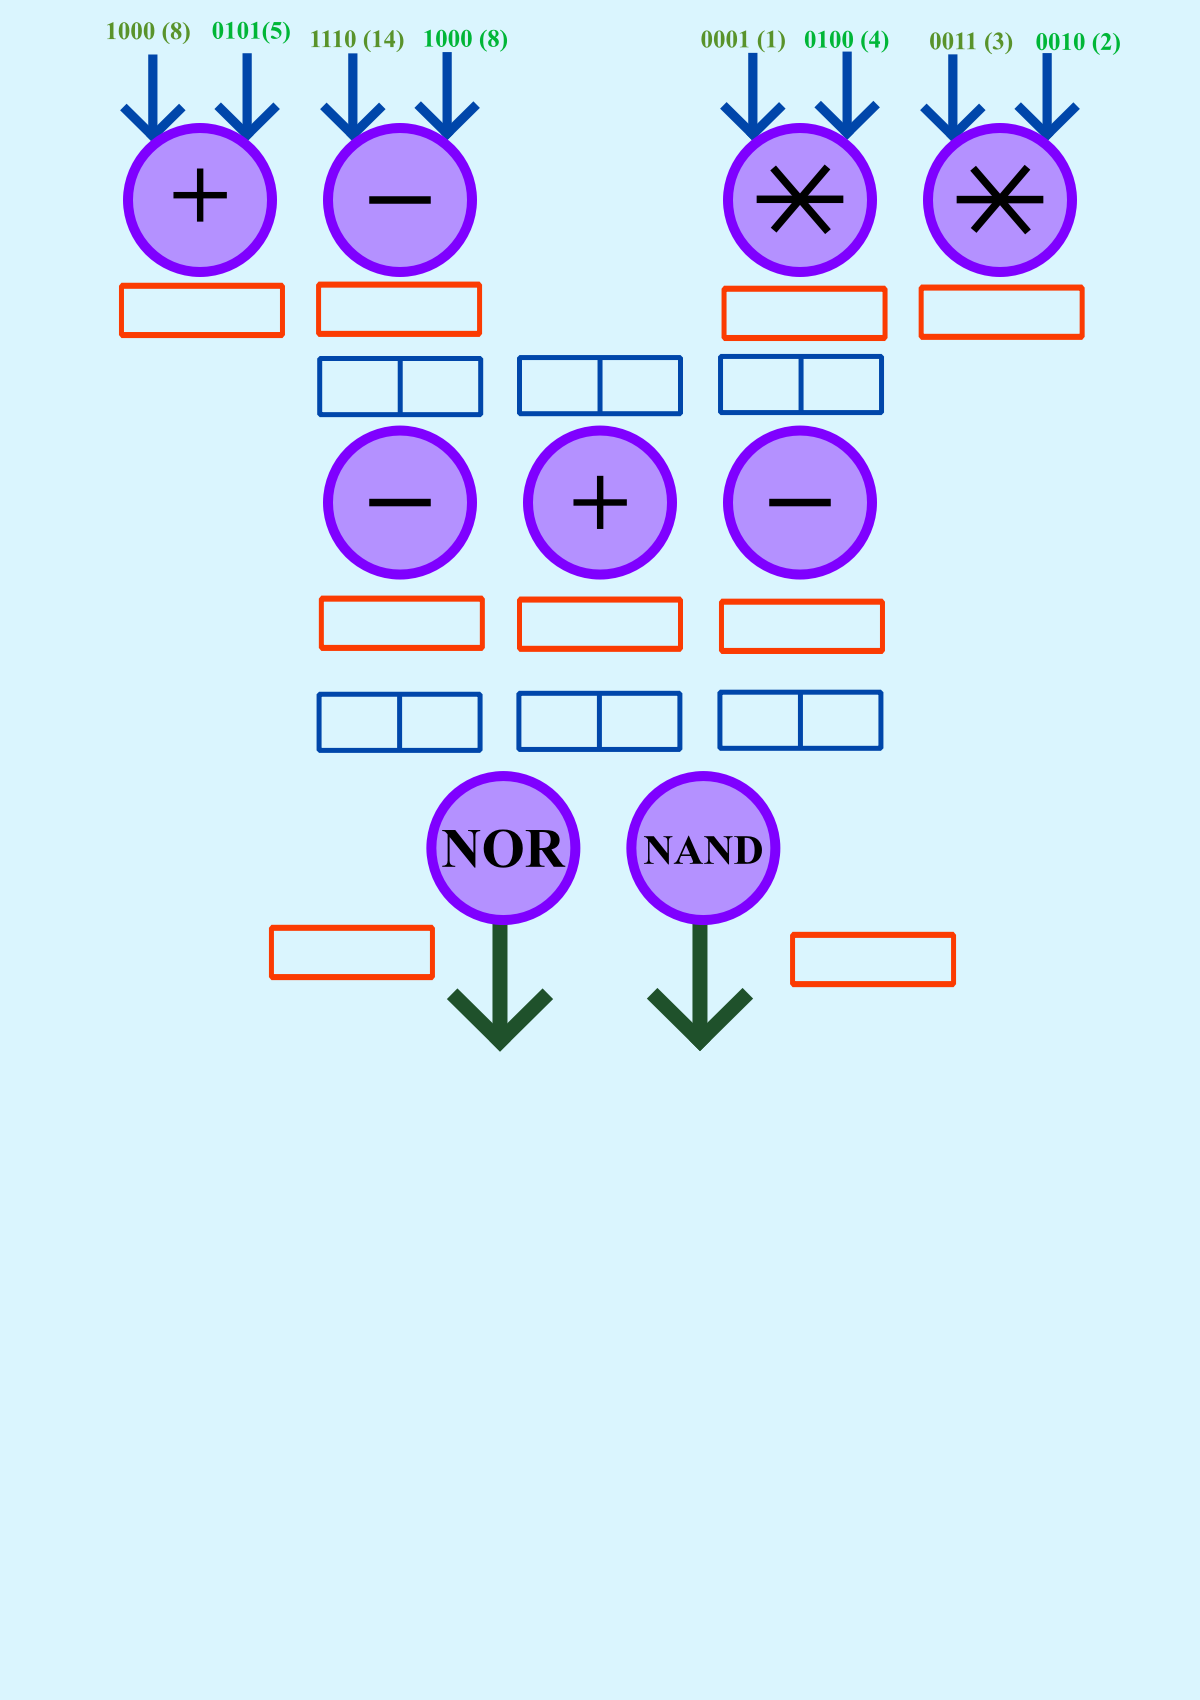 1000 (8) 0101(5) 1110 (14) 1000 (8) 0001 (1) 0100 (4) 0011 (3) 0010 (2)
+ − * *
− + −
NOR NAND